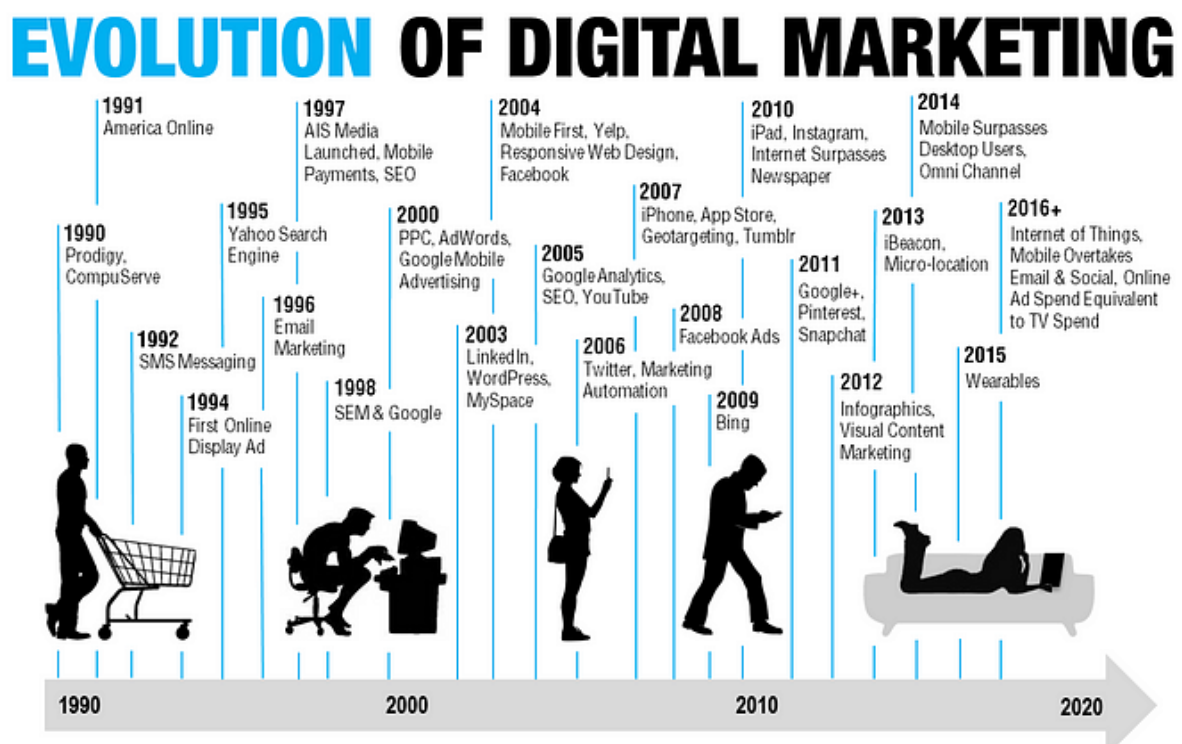 EVOLUTION OF DIGITAL MARKETING
1990
Prodigy,
CompuServe
1991
America Online
1992
SMS Messaging
1994
First Online
Display Ad
1995
Yahoo Search
Engine
1996
Email
Marketing
1997
AIS Media
Launched, Mobile
Payments, SEO
1998
SEM & Google
2000
PPC, AdWords,
Google Mobile
Advertising
2003
LinkedIn,
WordPress,
MySpace
2004
Mobile First, Yelp,
Responsive Web Design,
Facebook
2005
Google Analytics,
SEO, YouTube
2006
Twitter, Marketing
Automation
2007
iPhone, App Store,
Geotargeting, Tumblr
2008
Facebook Ads
2009
Bing
2010
iPad, Instagram,
Internet Surpasses
Newspaper
2011
Google+,
Pinterest,
Snapchat
2012
Infographics,
Visual Content
Marketing
2013
iBeacon,
Micro-location
2014
Mobile Surpasses
Desktop Users,
Omni Channel
2015
Wearables
2016+
Internet of Things,
Mobile Overtakes
Email & Social, Online
Ad Spend Equivalent
to TV Spend
1990
2000
2010
2020